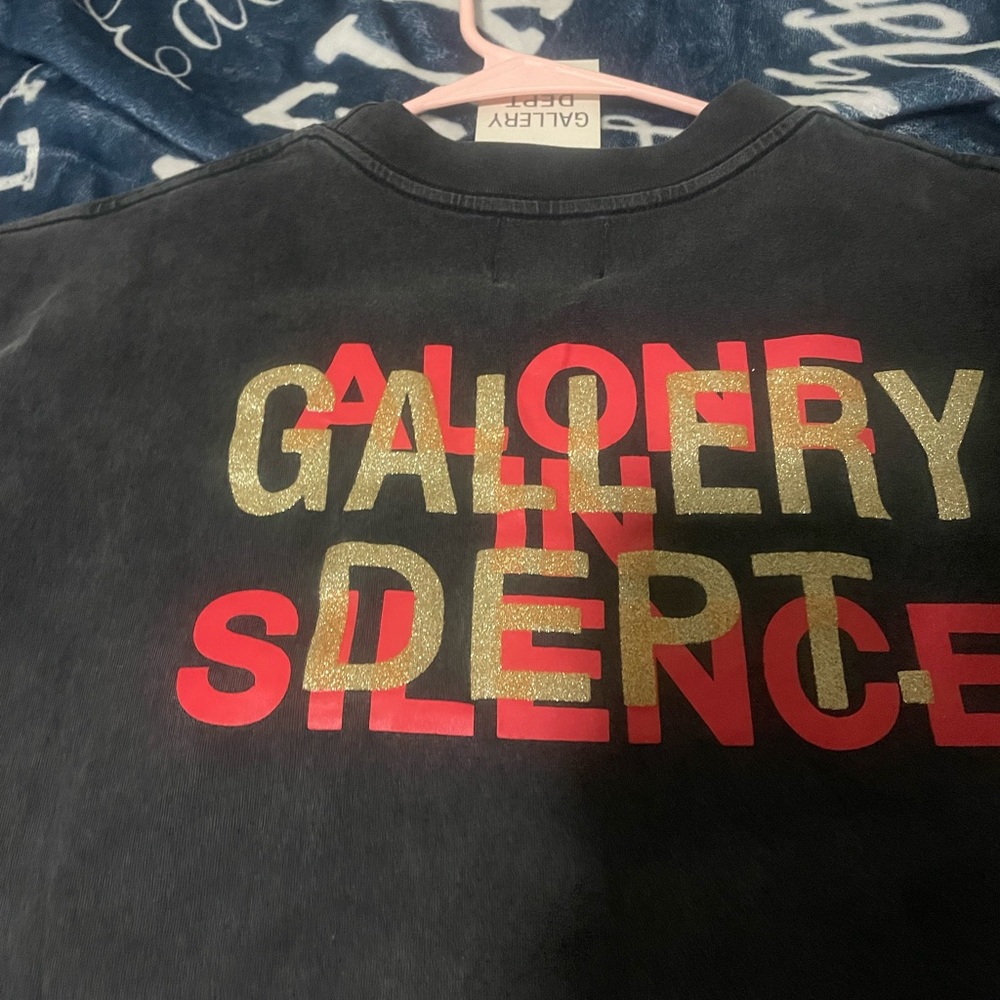 GALLERY
DEPT
ALONE
GALLERY
IN
DEPT.
SILENCE